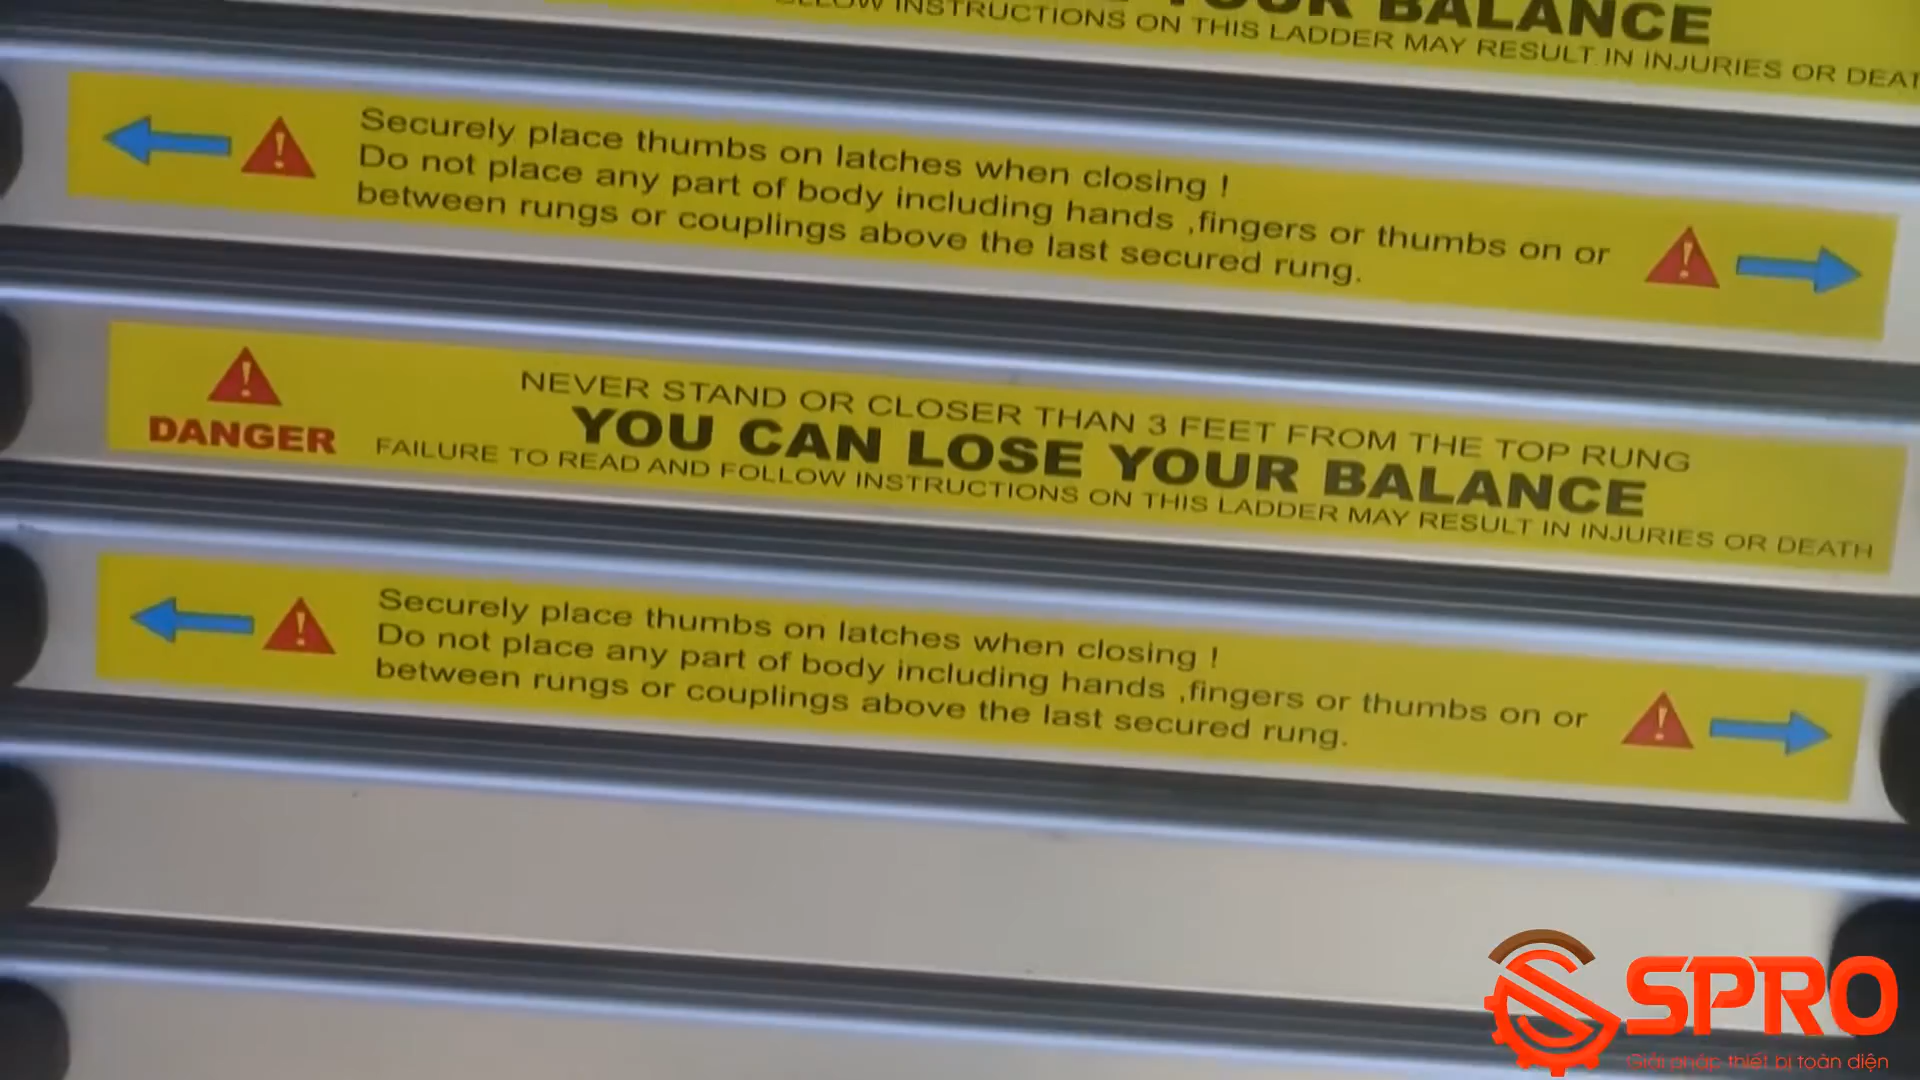 YOUR BALANCE
FOLLOW INSTRUCTIONS ON THIS LADDER MAY RESULT IN INJURIES OR
Securely place thumbs on latches when closing !
Do not place any part of body including hands ,fingers or thumbs on or
between rungs or couplings above the last secured rung.
NEVER STAND OR CLOSER THAN 3 FEET FROM THE TOP RUNG
DANGER
YOU CAN LOSE YOUR BALANCE
FAILURE TO READ AND FOLLOW INSTRUCTIONS ON THIS LADDER MAY RESULT IN INJURIES OR DEATH
Securely place thumbs on latches when closing !
Do not place any part of body including hands ,fingers or thumbs on or
between rungs or couplings above the last secured rung.
SPRO
Giải pháp thiết bị toàn diện